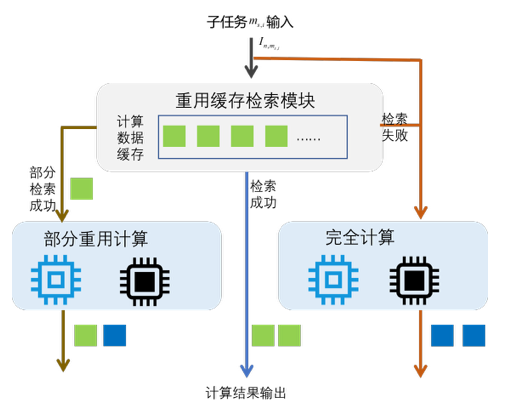 子任务 m_{s,i} 输入
重用缓存检索模块
计算
数据
缓存
......
检索
失败
部分
检索
成功
检索
成功
部分重用计算
完全计算
计算结果输出